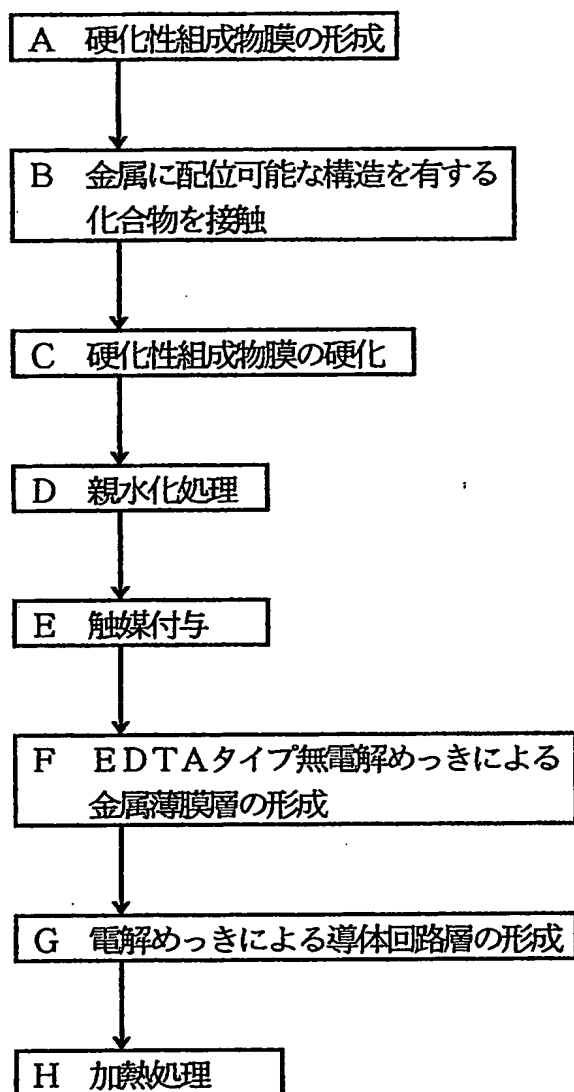 A 硬化性組成物膜の形成
B 金属に配位可能な構造を有する
化合物を接触
C 硬化性組成物膜の硬化
D 親水化処理
E 触媒付与
F EDTAタイプ無電解めっきによる
金属薄膜層の形成
G 電解めっきによる導体回路層の形成
H 加熱処理